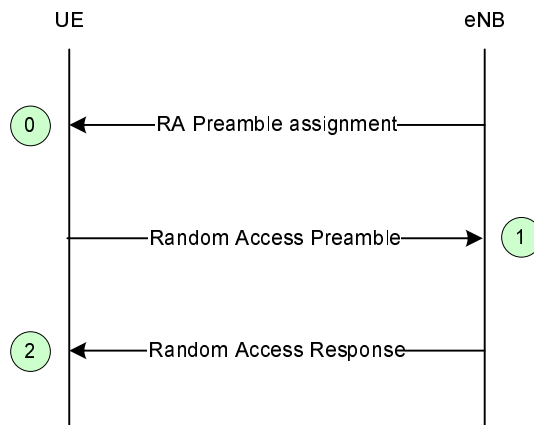 UE eNB
0 RA Preamble assignment
Random Access Preamble 1
2 Random Access Response